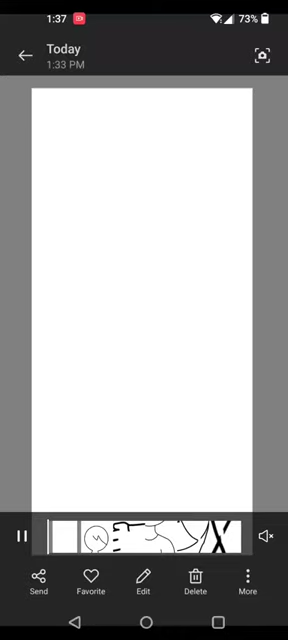 1:37
73%
Today
1:33 PM
Send
Favorite
Edit
Delete
More